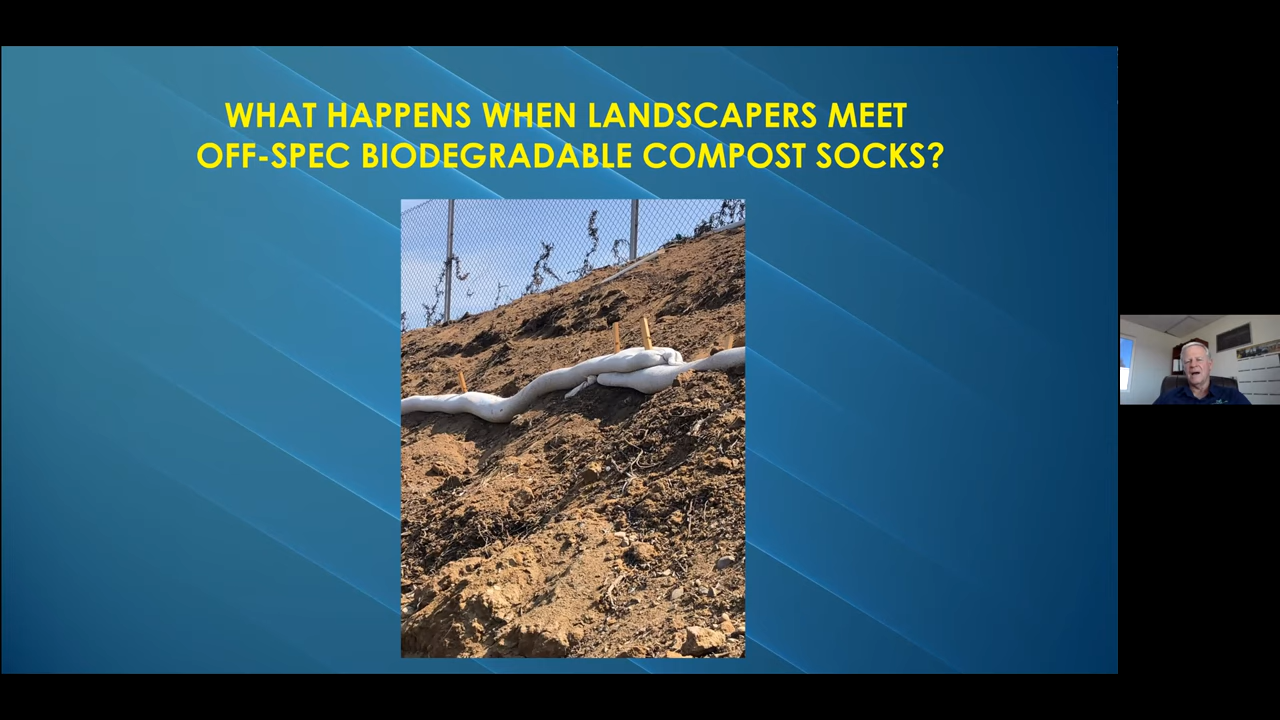 WHAT HAPPENS WHEN LANDSCAPERS MEET
OFF-SPEC BIODEGRADABLE COMPOST SOCKS?